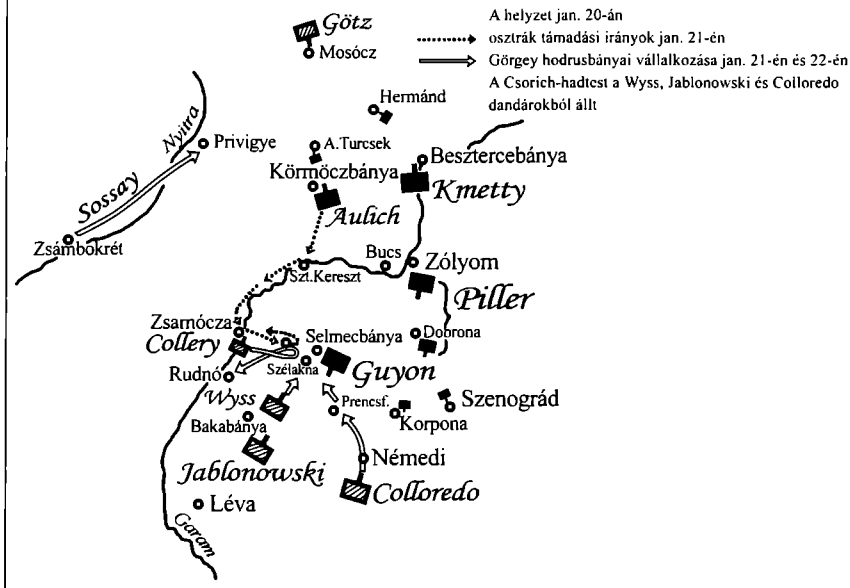 A helyzet jan. 20-án
osztrák támadási irányok jan. 21-én
Görgey hodrusbányai vállalkozása jan. 21-én és 22-én
A Csorich-hadtest a Wyss, Jablonowski és Colloredo
dandárokból állt
Götz
Mosócz
Hermánd
Nyitra
Privigye
A.Turcsek
Besztercebánya
Körmöczbánya
Kmetty
Sossay
Aulich
Zsámbokrét
Bucs
Zólyom
Szt.Kereszt
Piller
Zsarnócza
Selmecbánya
Dobrona
Collery
Szélakna
Guyon
Rudnó
Wyss
Prencsf.
Szenográd
Bakabánya
Korpona
Jablonowski
Némedi
Colloredo
Léva
Garam